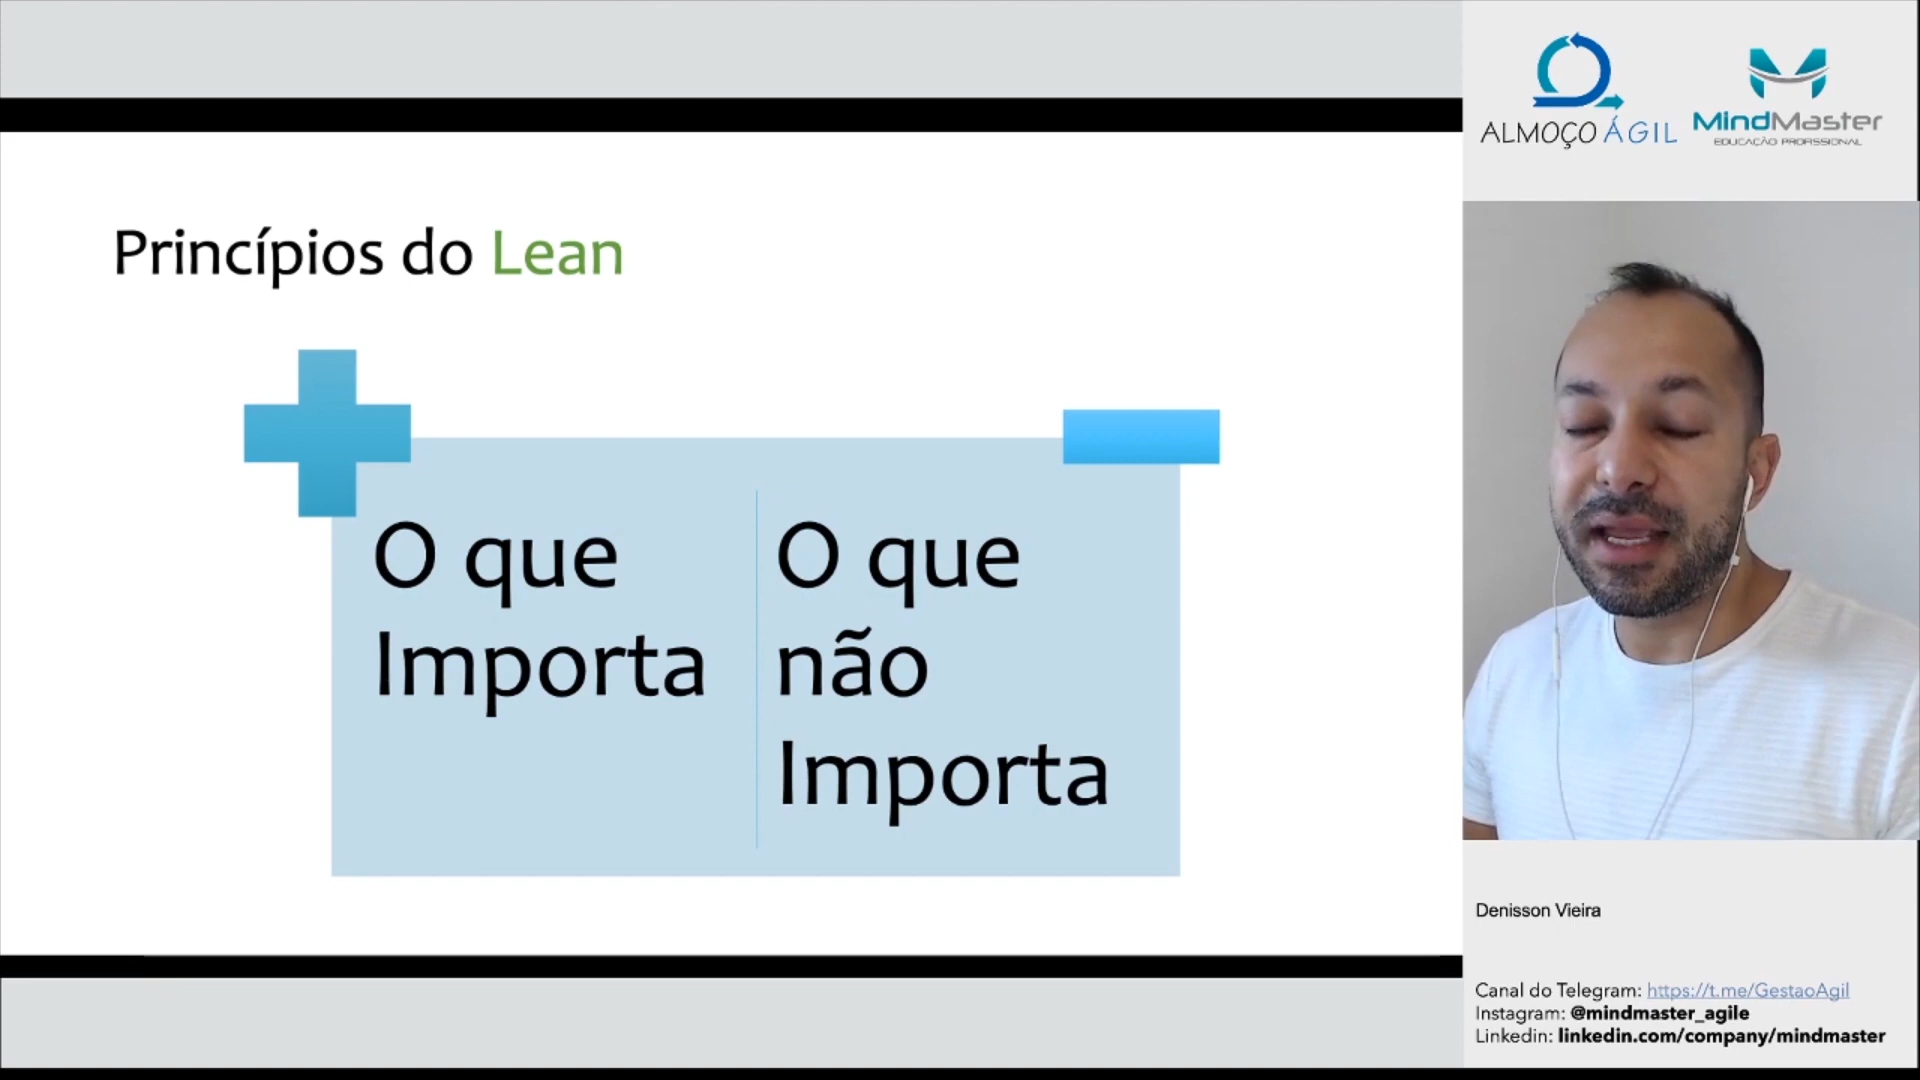 Princípios do Lean
O que
Importa
O que
não
Importa
ALMOÇO ÁGIL
MindMaster
EDUCAÇÃO PROFISSIONAL
Denisson Vieira
Canal do Telegram: https://t.me/GestaoAgil
Instagram: @mindmaster_agile
Linkedin: linkedin.com/company/mindmaster